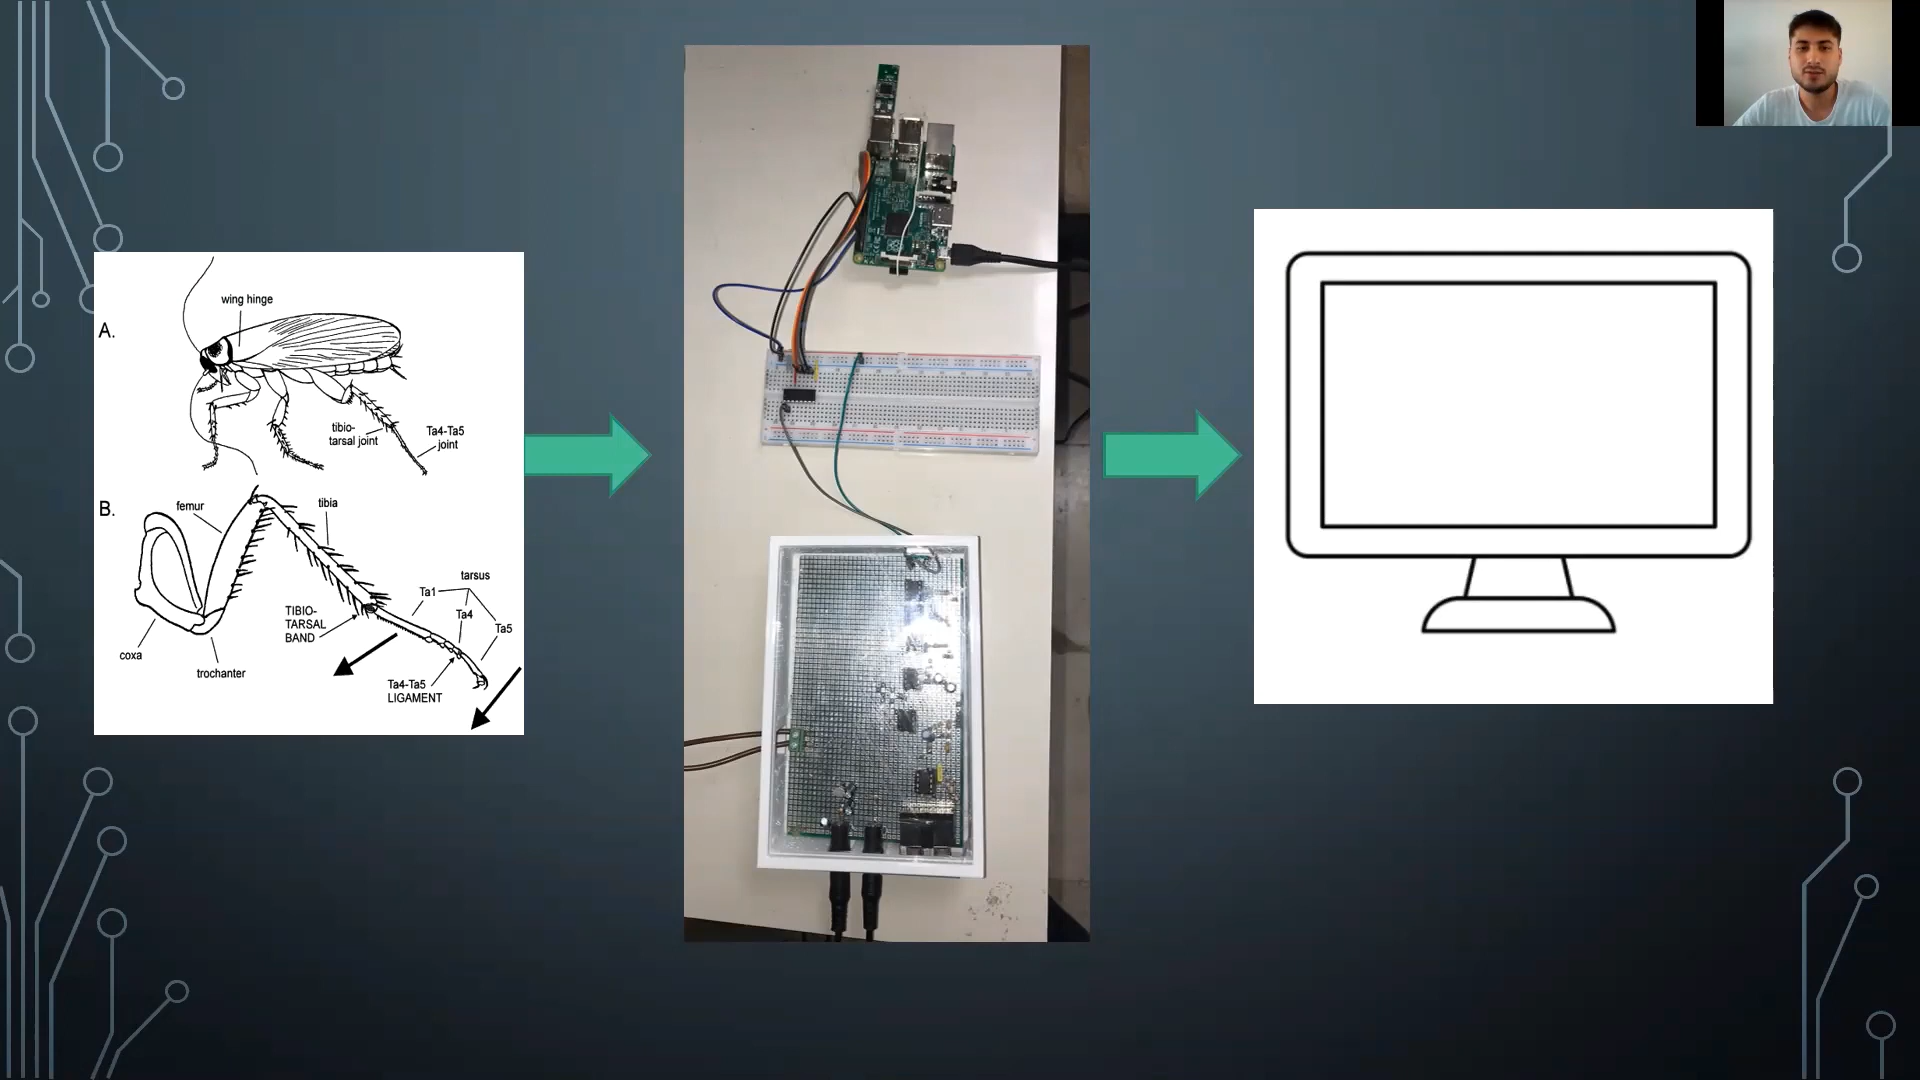 A.
wing hinge
tibio-
tarsal joint
Ta4-Ta5
joint
B.
femur
tibia
tarsus
Ta1
Ta4
Ta5
TIBIO-
TARSAL
BAND
coxa
trochanter
Ta4-Ta5
LIGAMENT